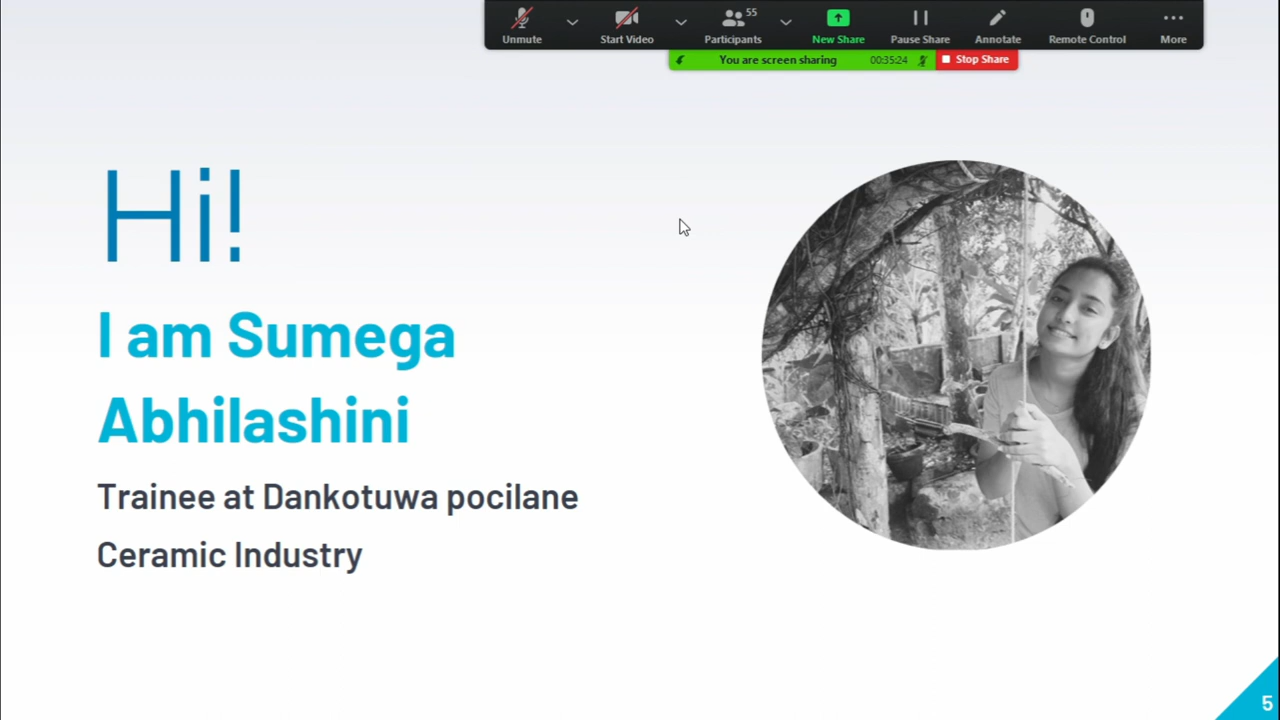 Unmute
Start Video
55
Participants
New Share
Pause Share
Annotate
Remote Control
More
You are screen sharing
00:35:24
Stop Share
Hi!
I am Sumega
Abhilashini
Trainee at Dankotuwa pocilane
Ceramic Industry
5